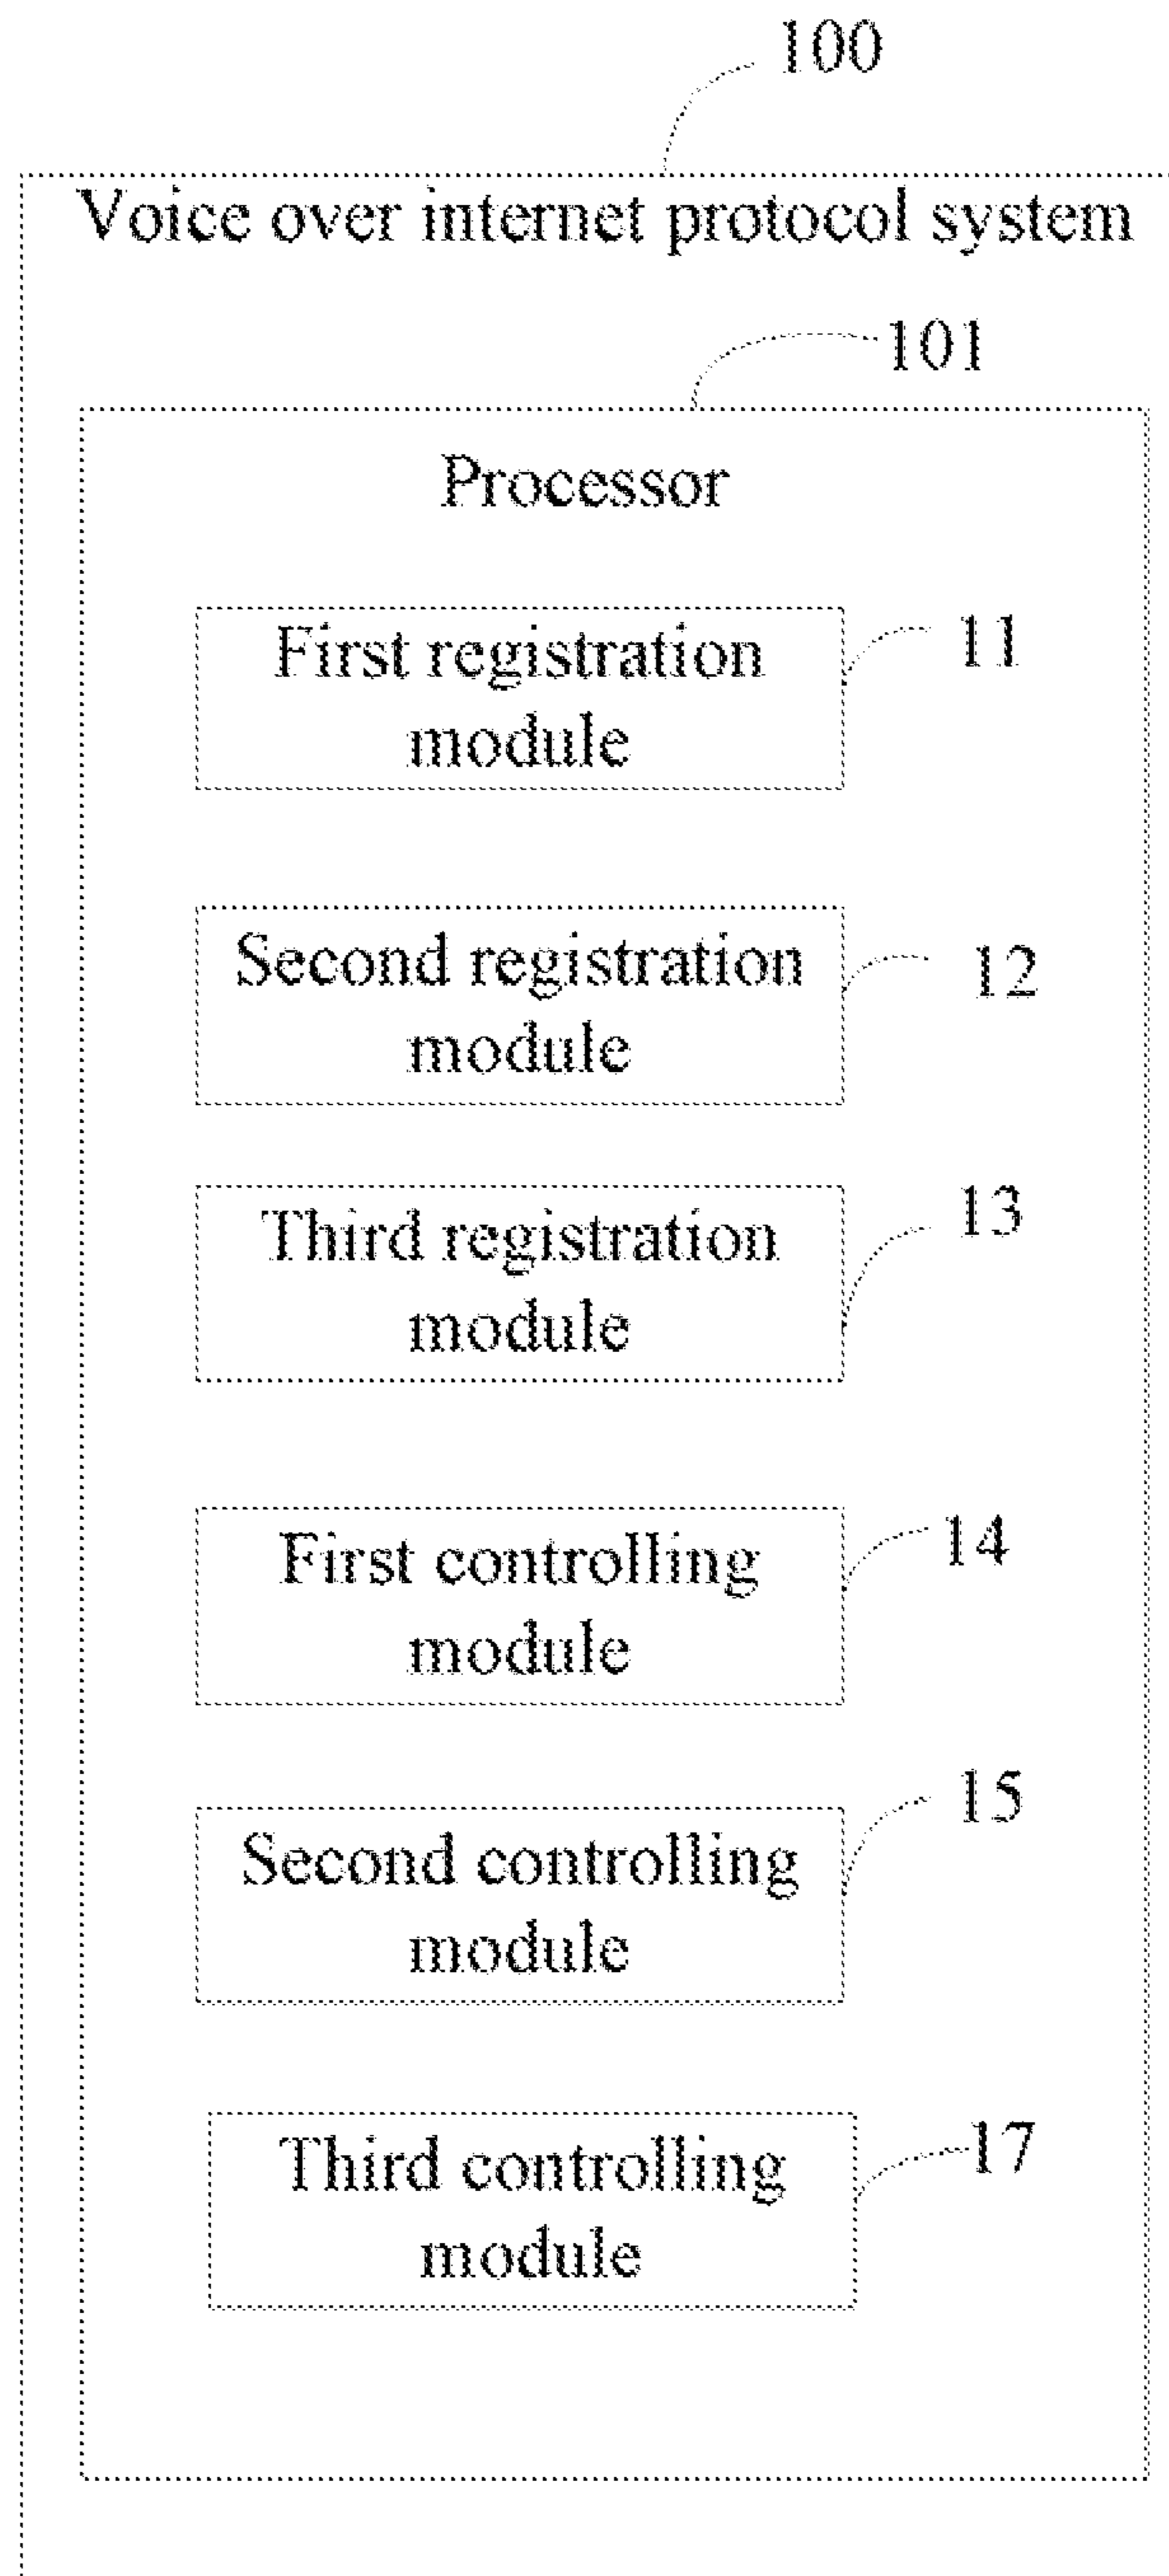 100
Voice over internet protocol system
101
Processor
First registration
module
11
Second registration
module
12
Third registration
module
13
First controlling
module
14
Second controlling
module
15
Third controlling
module
17